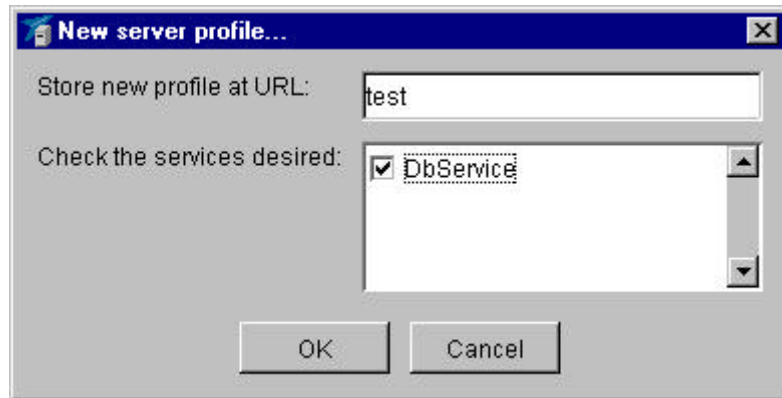 New server profile...
Store new profile at URL:
test
Check the services desired:
DbService
OK
Cancel